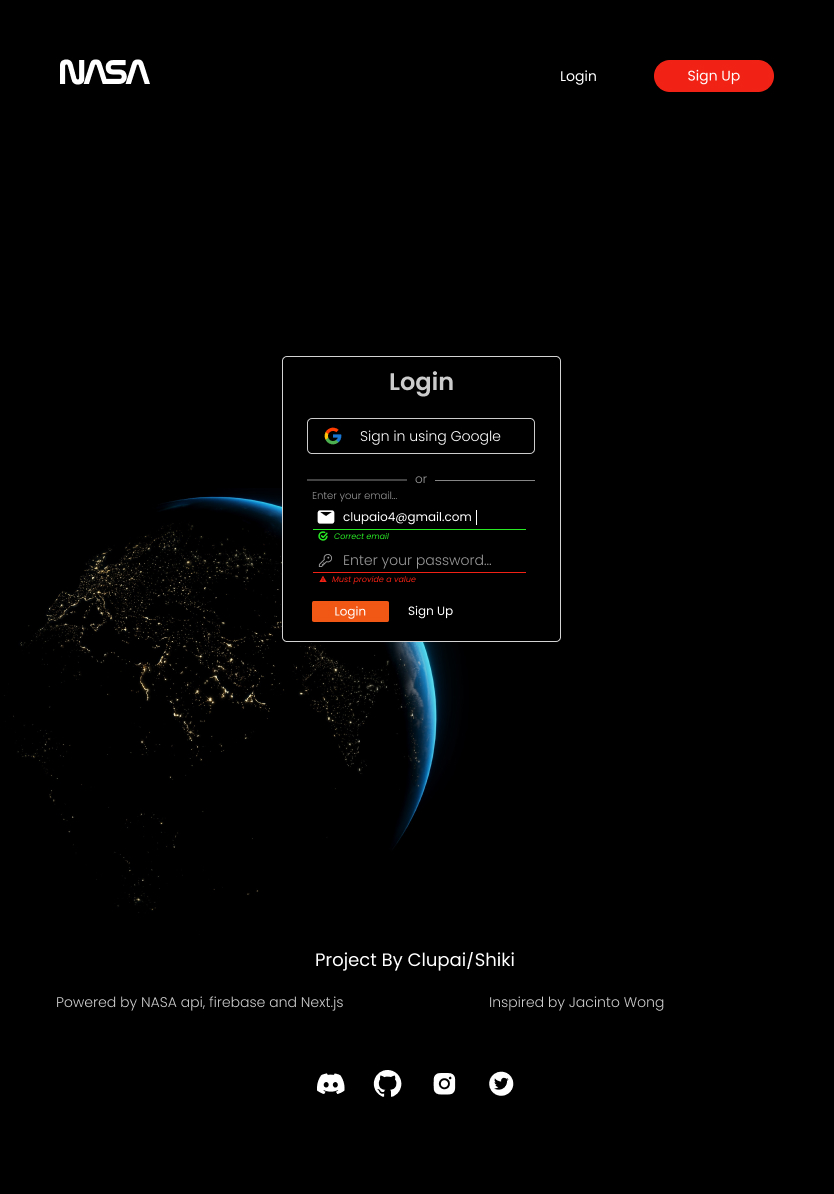 NASA
Login
Sign Up
Login
Sign in using Google
or
Enter your email...
clupaio4@gmail.com
Correct email
Enter your password...
Must provide a value
Login
Sign Up
Project By Clupai/Shiki
Powered by NASA api, firebase and Next.js
Inspired by Jacinto Wong